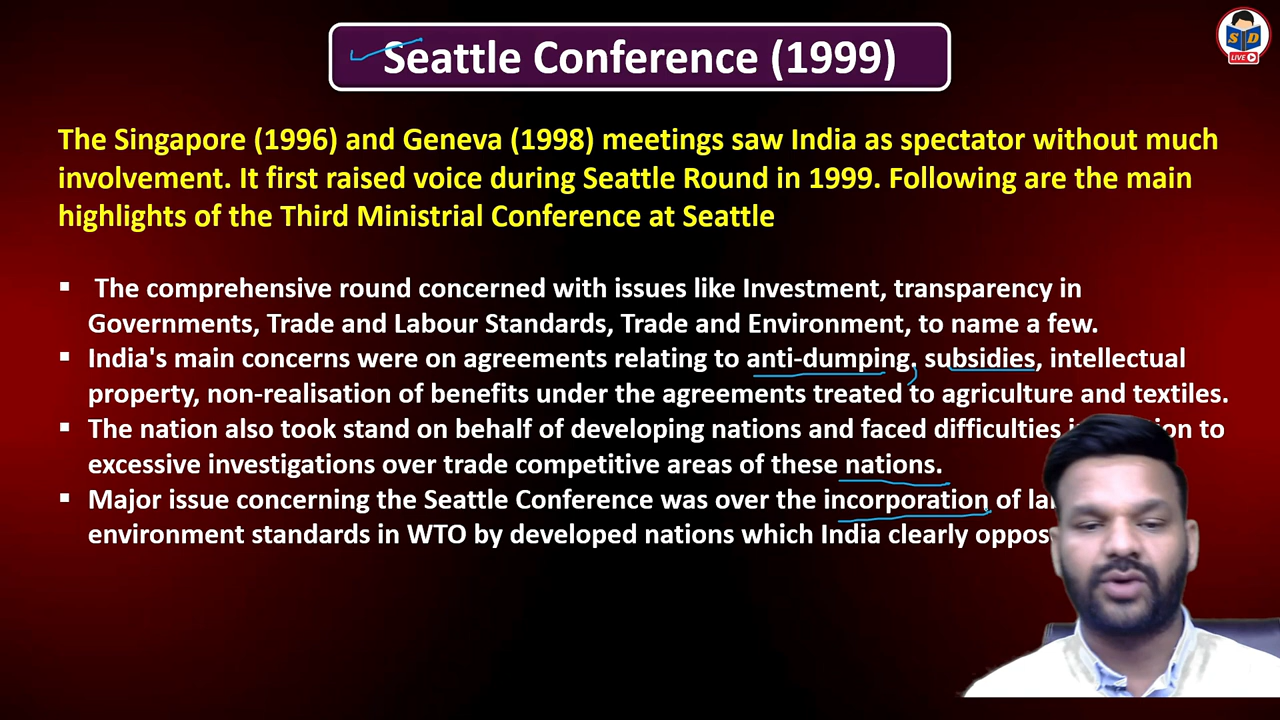 Seattle Conference (1999)
S D
LIVE
The Singapore (1996) and Geneva (1998) meetings saw India as spectator without much
involvement. It first raised voice during Seattle Round in 1999. Following are the main
highlights of the Third Ministrial Conference at Seattle
▪ The comprehensive round concerned with issues like Investment, transparency in
Governments, Trade and Labour Standards, Trade and Environment, to name a few.
▪ India's main concerns were on agreements relating to anti-dumping, subsidies, intellectual
property, non-realisation of benefits under the agreements treated to agriculture and textiles.
▪ The nation also took stand on behalf of developing nations and faced difficulties to
excessive investigations over trade competitive areas of these nations.
▪ Major issue concerning the Seattle Conference was over the incorporation of
environment standards in WTO by developed nations which India clearly